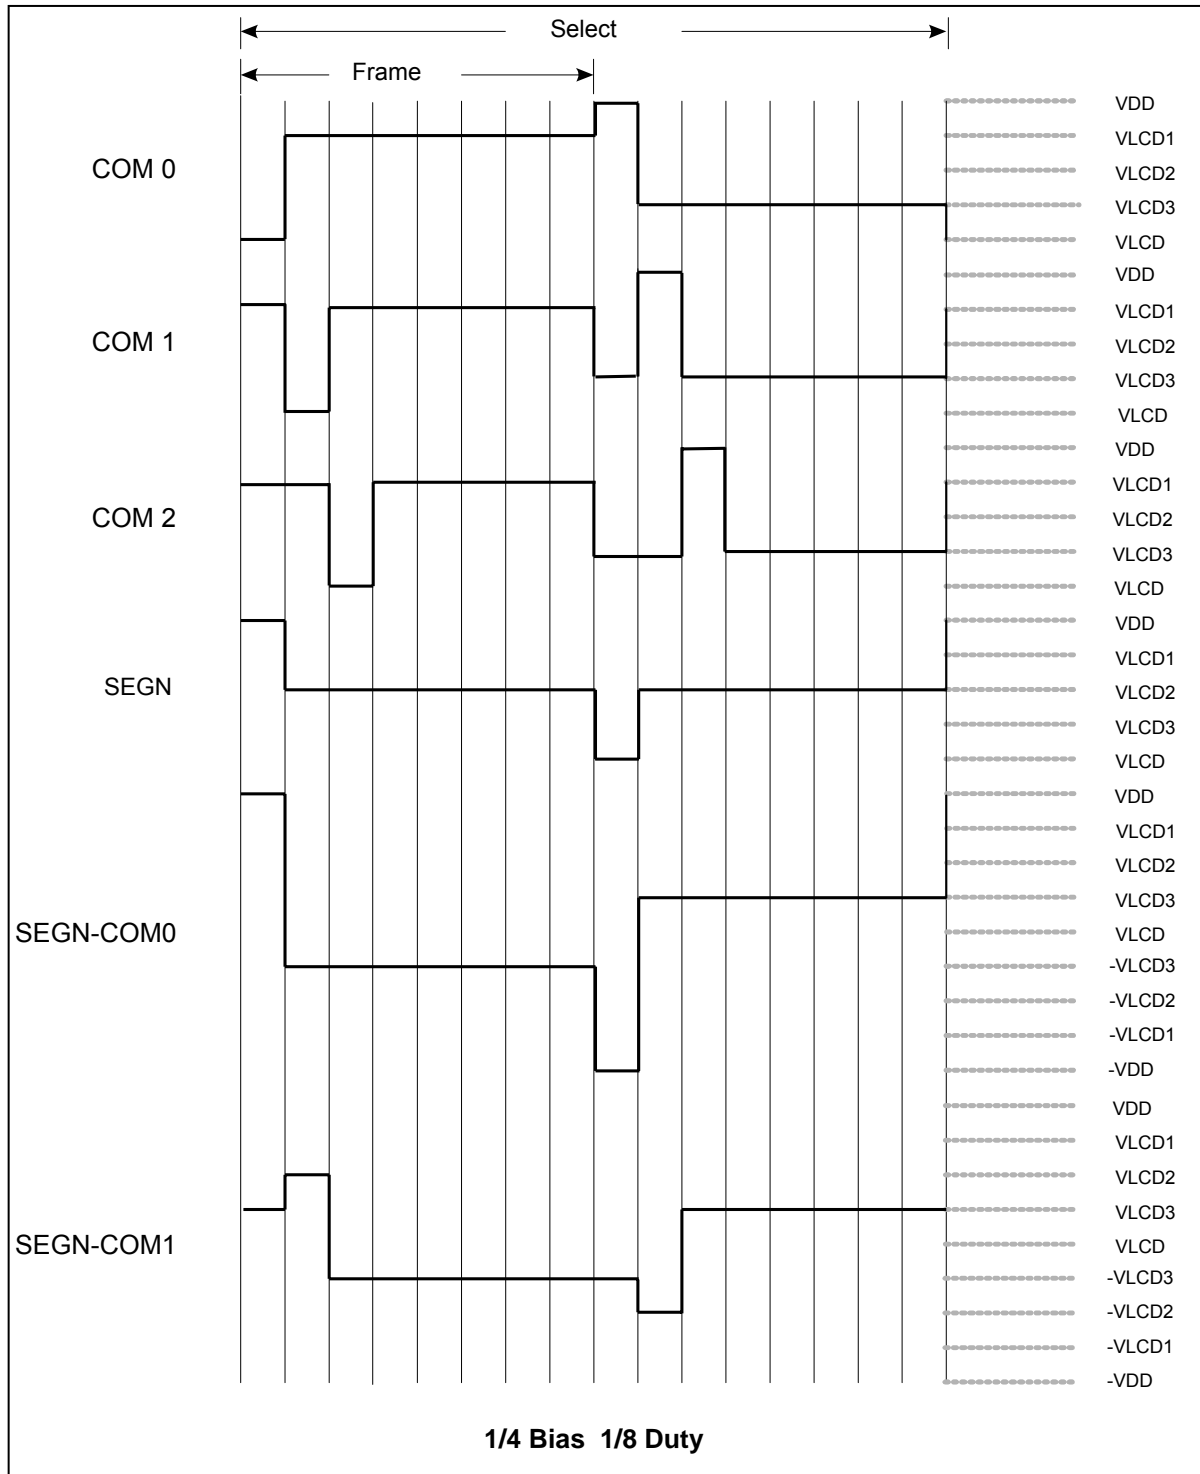 Select
Frame
COM 0
VDD
VLCD1
VLCD2
VLCD3
VLCD
COM 1
VDD
VLCD1
VLCD2
VLCD3
VLCD
COM 2
VDD
VLCD1
VLCD2
VLCD3
VLCD
SEGN
VDD
VLCD1
VLCD2
VLCD3
VLCD
SEGN-COM0
VDD
VLCD1
VLCD2
VLCD3
VLCD
-VLCD3
-VLCD2
-VLCD1
-VDD
SEGN-COM1
VDD
VLCD1
VLCD2
VLCD3
VLCD
-VLCD3
-VLCD2
-VLCD1
-VDD
1/4 Bias 1/8 Duty